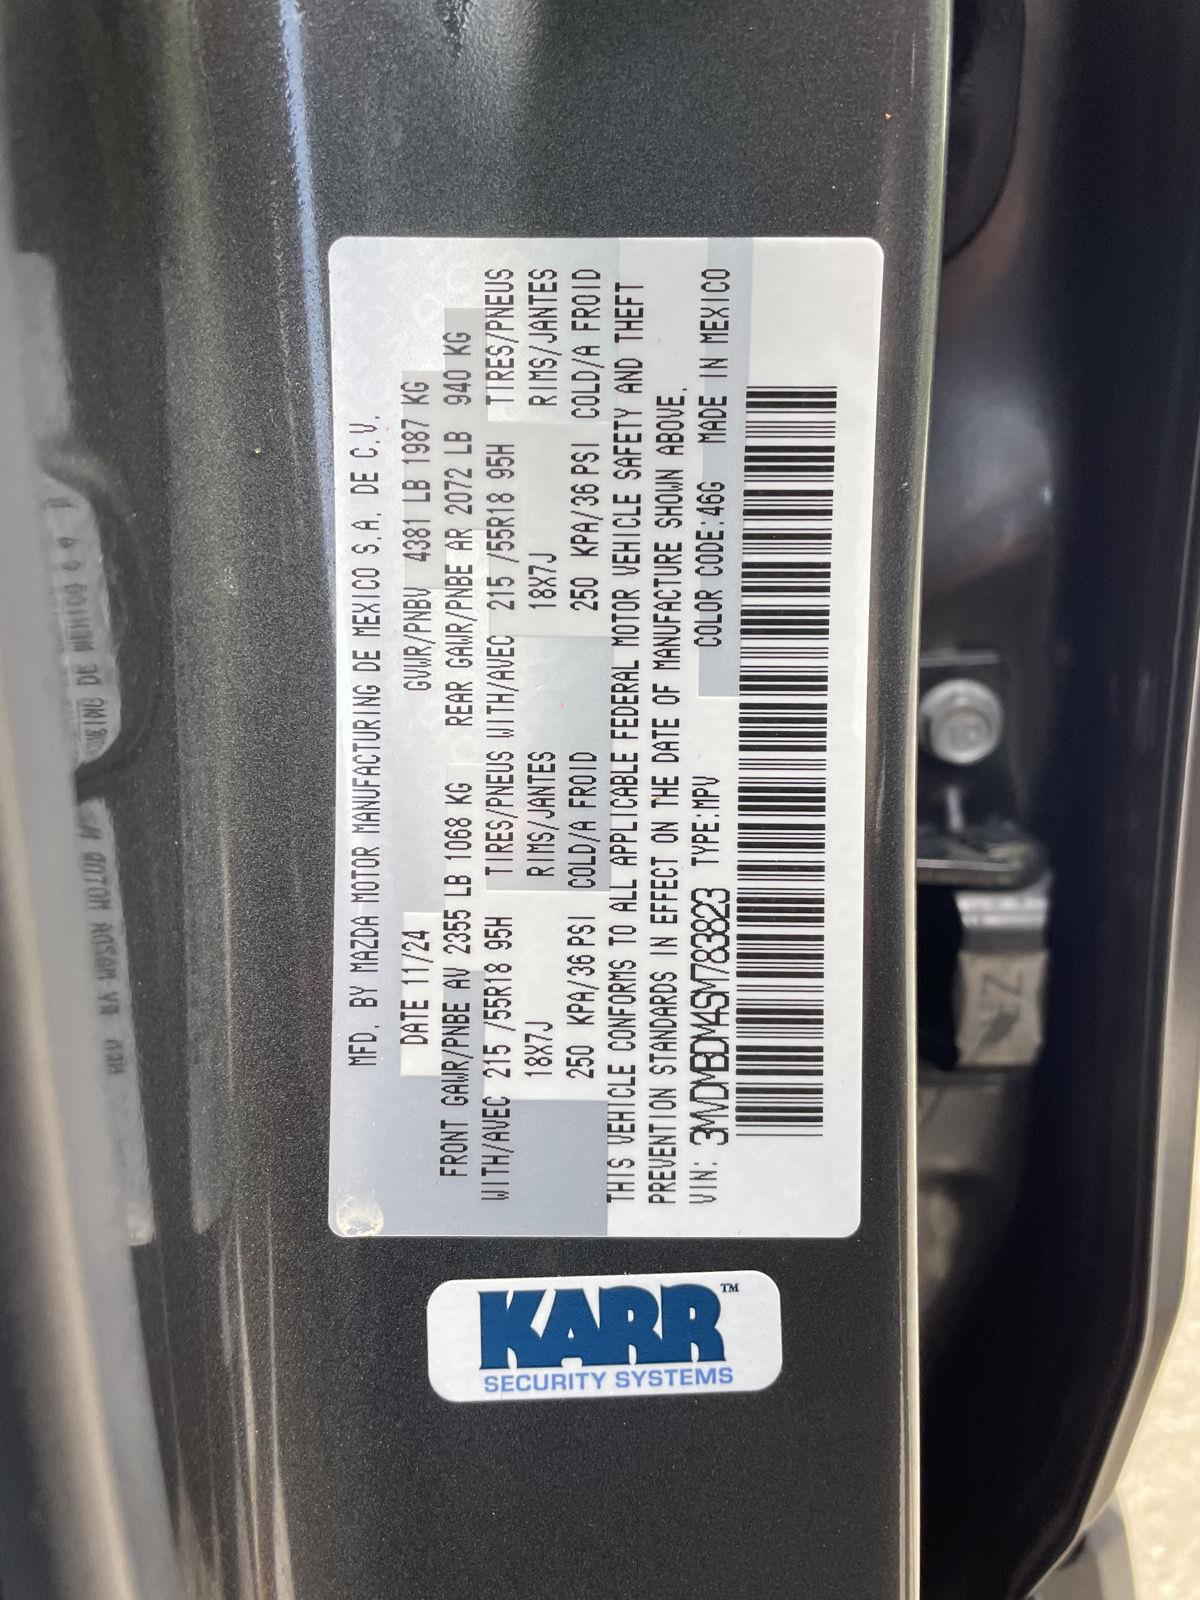 MFD. BY MAZDA MOTOR MANUFACTURING DE MEXICO S.A. DE C.V.
DATE 11/24 GVWR/PNBV 4381 LB 1987 KG
FRONT GAWR/PNBE AV 2355 LB 1068 KG REAR GAWR/PNBE AR 2072 LB 940 KG
WITH/AVEC 215 /55R18 95H TIRES/PNEUS WITH/AVEC 215 /55R18 95H TIRES/PNEUS
18X7J RIMS/JANTES 18X7J RIMS/JANTES
250 KPA/36 PSI COLD/A FROID 250 KPA/36 PSI COLD/A FROID
THIS VEHICLE CONFORMS TO ALL APPLICABLE FEDERAL MOTOR VEHICLE SAFETY AND THEFT
PREVENTION STANDARDS IN EFFECT ON THE DATE OF MANUFACTURE SHOWN ABOVE.
VIN: 3MVDMBDM4SM783823 TYPE:MPV COLOR CODE:46G MADE IN MEXICO
KARR™
SECURITY SYSTEMS